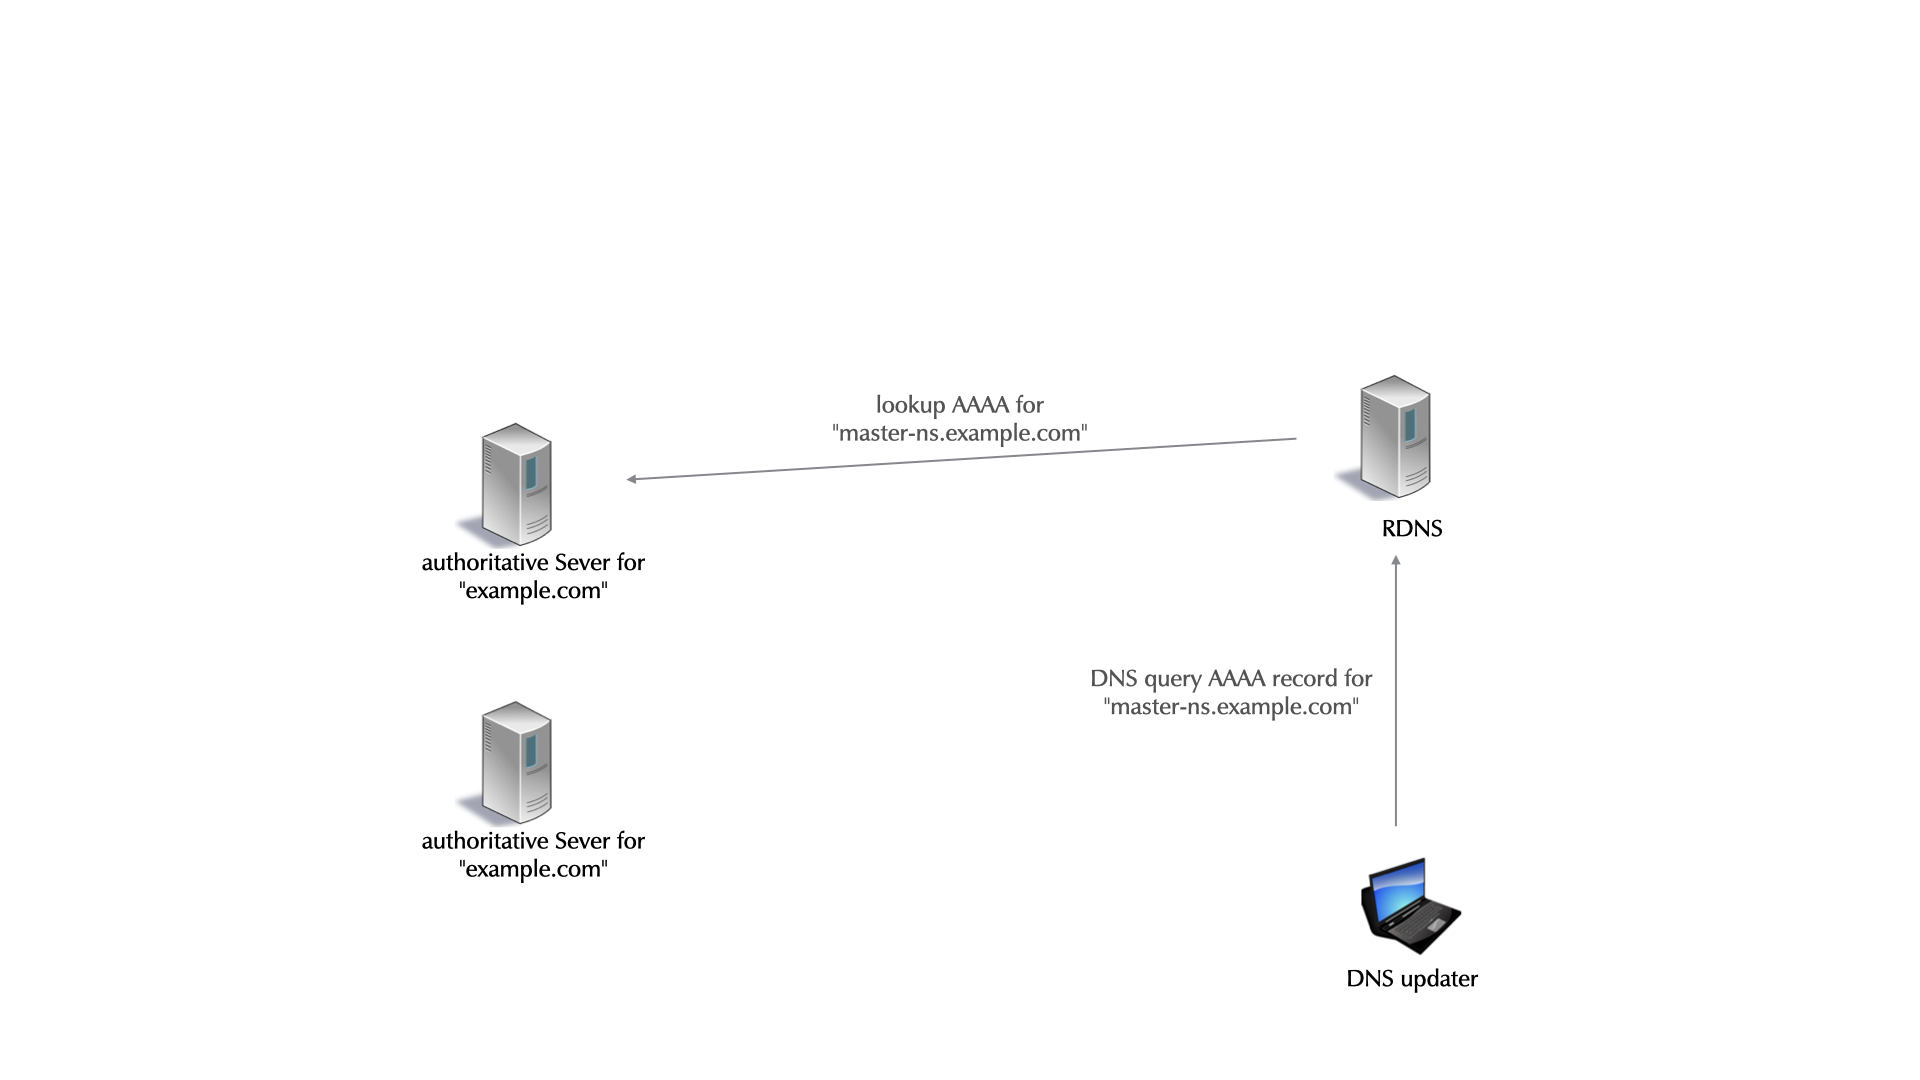 lookup AAAA for
"master-ns.example.com"
RDNS
authoritative Sever for
"example.com"
DNS query AAAA record for
"master-ns.example.com"
authoritative Sever for
"example.com"
DNS updater